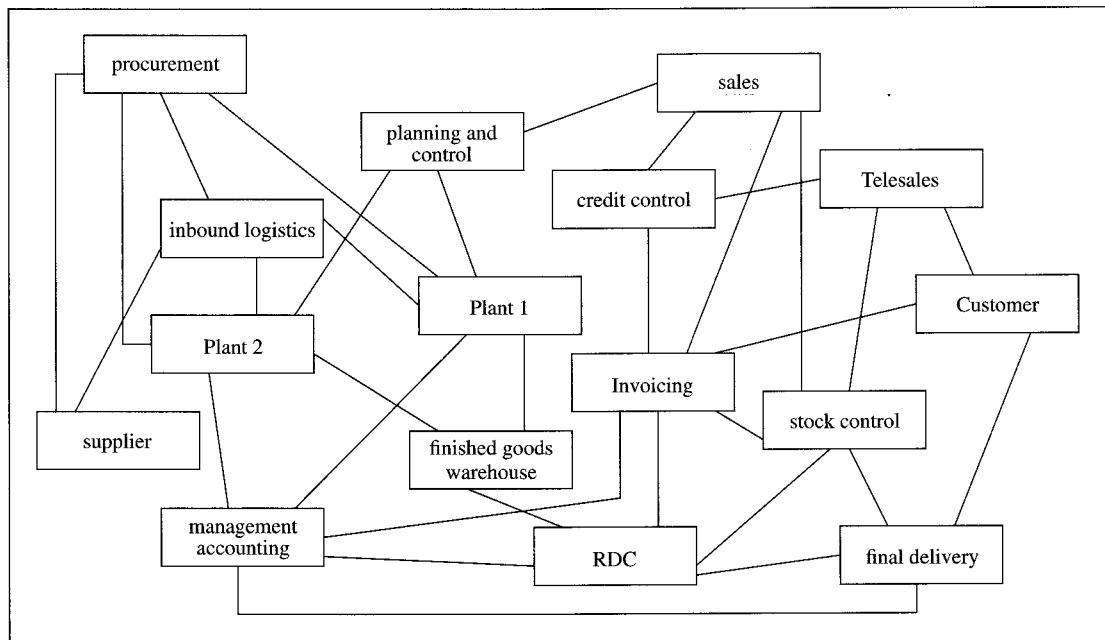 procurement
sales
planning and
control
Telesales
credit control
inbound logistics
Customer
Plant 1
Plant 2
Invoicing
stock control
supplier
finished goods
warehouse
management
accounting
RDC
final delivery